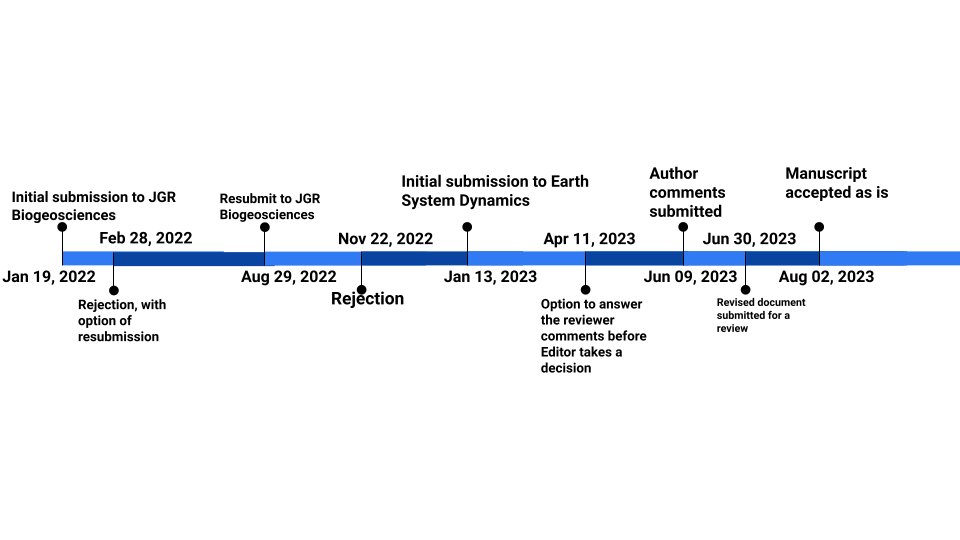 Initial submission to JGR
Biogeosciences
Jan 19, 2022
Feb 28, 2022
Rejection, with
option of
resubmission
Resubmit to JGR
Biogeosciences
Aug 29, 2022
Nov 22, 2022
Rejection
Initial submission to Earth
System Dynamics
Jan 13, 2023
Apr 11, 2023
Option to answer
the reviewer
comments before
Editor takes a
decision
Author
comments
submitted
Jun 09, 2023
Jun 30, 2023
Revised document
submitted for a
review
Manuscript
accepted as is
Aug 02, 2023